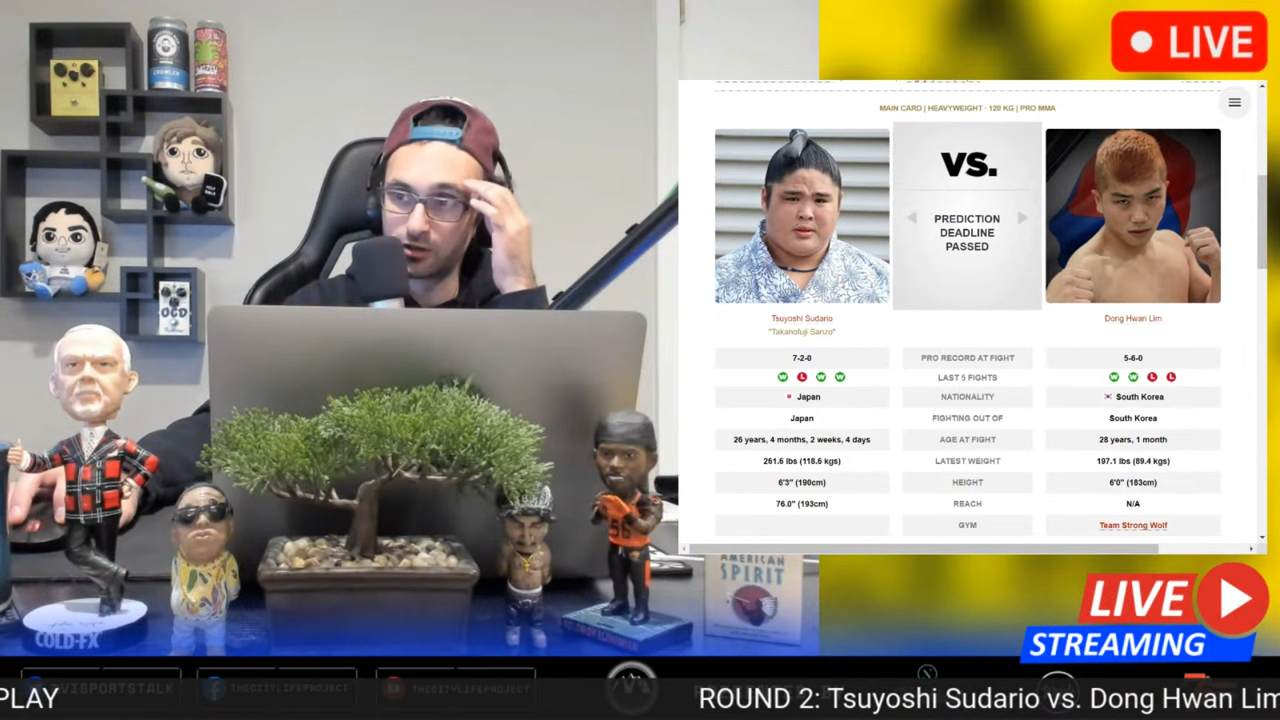 LIVE
MAIN CARD | HEAVYWEIGHT · 120 KG | PRO MMA
VS.
PREDICTION
DEADLINE
PASSED
Tsuyoshi Sudario
"Takanofuji Sanzo"
Dong Hwan Lim
7-2-0 PRO RECORD AT FIGHT 5-6-0
W L W W LAST 5 FIGHTS W W L L
Japan NATIONALITY South Korea
Japan FIGHTING OUT OF South Korea
26 years, 4 months, 2 weeks, 4 days AGE AT FIGHT 28 years, 1 month
261.6 lbs (118.6 kgs) LATEST WEIGHT 197.1 lbs (89.4 kgs)
6'3" (190cm) HEIGHT 6'0" (183cm)
76.0" (193cm) REACH N/A
GYM Team Strong Wolf
CROWLER
OCD
COLD-FX
56
AMERICAN
SPIRIT
LIVE
STREAMING
VISPORTSTALK
THECITYLIFEPROJECT
THECITYLIFEPROJECT
PLAY ROUND 2: Tsuyoshi Sudario vs. Dong Hwan Lim